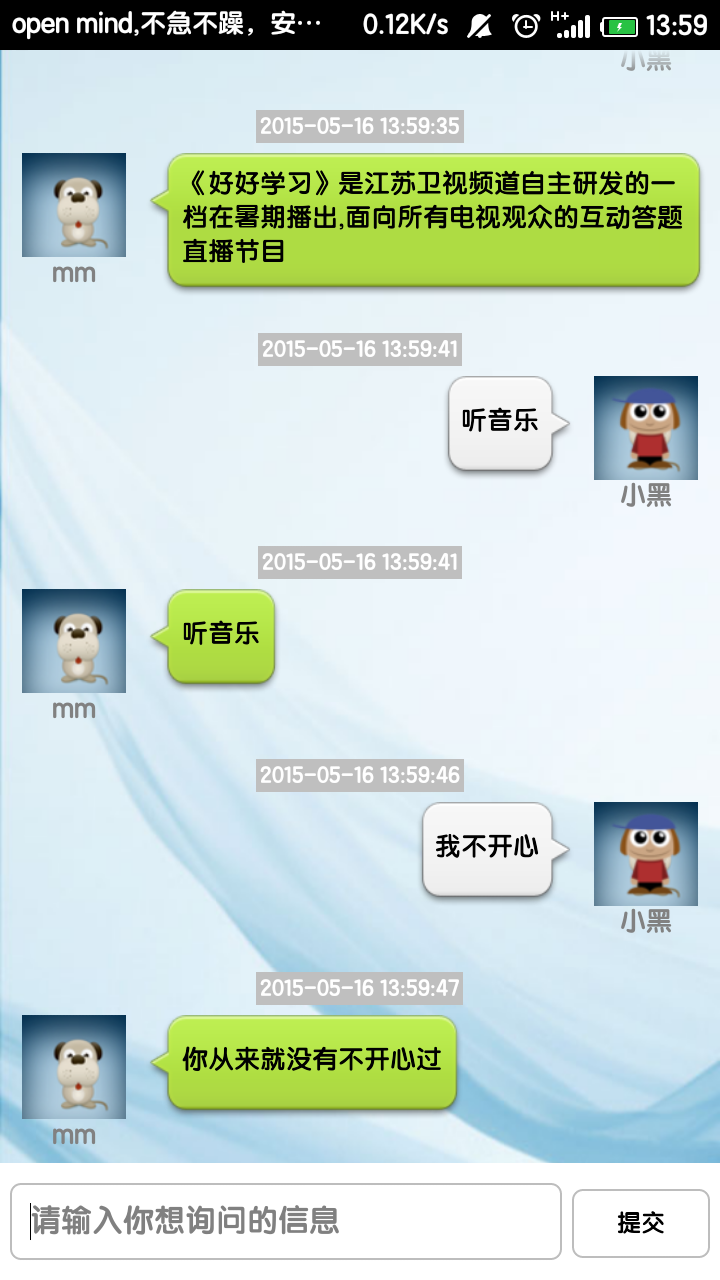 open mind,不急不躁，安… 0.12K/s H+ 13:59
小黑
2015-05-16 13:59:35
《好好学习》是江苏卫视频道自主研发的一
档在暑期播出,面向所有电视观众的互动答题
直播节目
mm
2015-05-16 13:59:41
听音乐
小黑
2015-05-16 13:59:41
听音乐
mm
2015-05-16 13:59:46
我不开心
小黑
2015-05-16 13:59:47
你从来就没有不开心过
mm
请输入你想询问的信息
提交